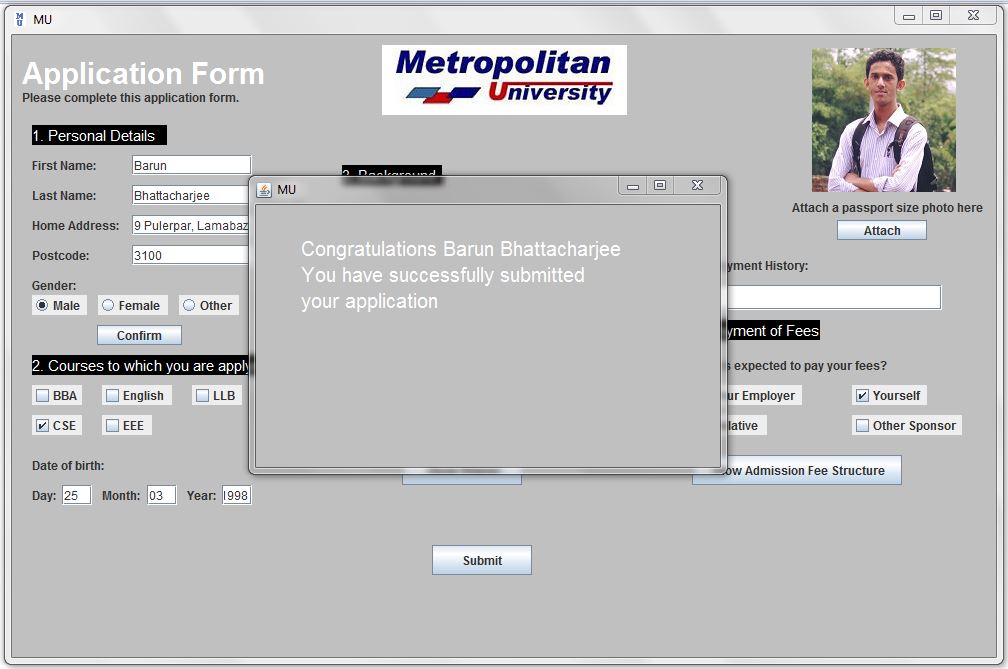 MU
Application Form
Please complete this application form.
Metropolitan
University
1. Personal Details
First Name: Barun
Last Name: Bhattacharjee
Home Address: 9 Pulerpar, Lamabaz
Postcode: 3100
Gender:
Male Female Other
Confirm
2. Courses to which you are apply
BBA English LLB
CSE EEE
Date of birth:
Day: 25 Month: 03 Year: 1998
Background
MU
Congratulations Barun Bhattacharjee
You have successfully submitted
your application
Attach a passport size photo here
Attach
yment History:
yment of Fees
s expected to pay your fees?
ur Employer Yourself
lative Other Sponsor
ow Admission Fee Structure
Submit